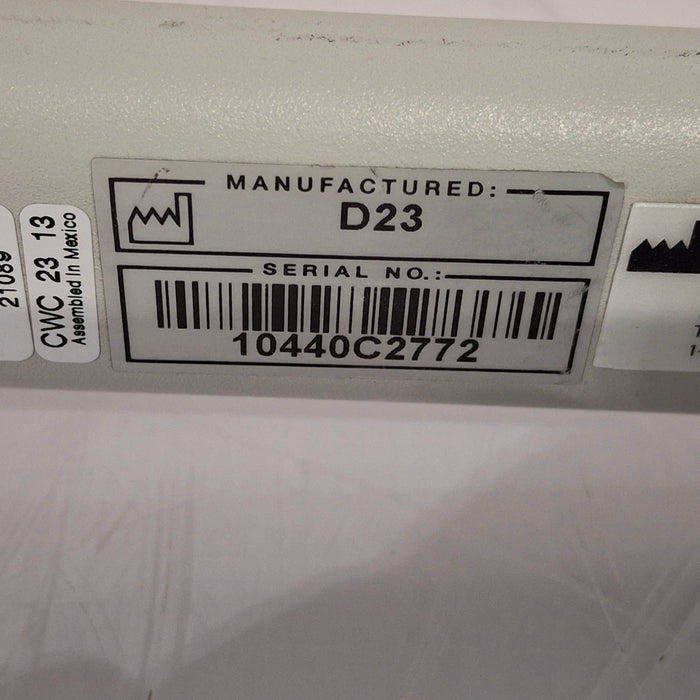 21089
CWC 23 13
Assembled In Mexico
MANUFACTURED:
D23
SERIAL NO.:
10440C2772